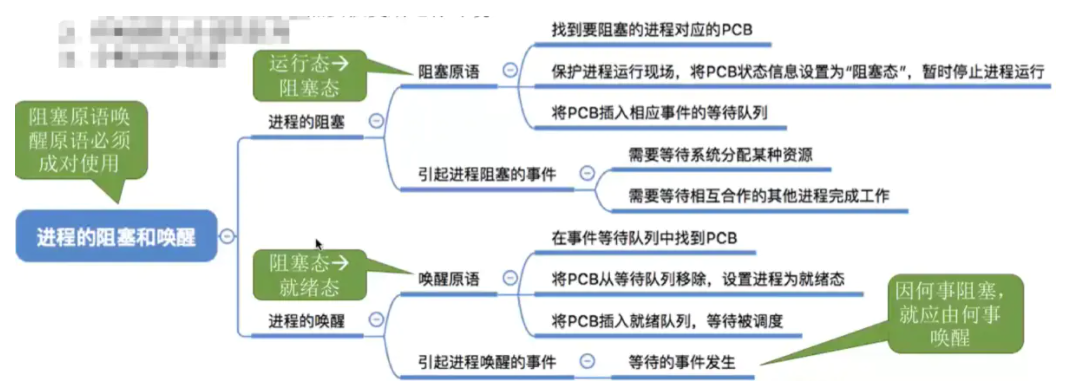 找到要阻塞的进程对应的PCB
运行态→
阻塞态
阻塞原语
保护进程运行现场，将PCB状态信息设置为“阻塞态”，暂时停止进程运行
将PCB插入相应事件的等待队列
进程的阻塞
阻塞原语唤
醒原语必须
成对使用
需要等待系统分配某种资源
引起进程阻塞的事件
需要等待相互合作的其他进程完成工作
进程的阻塞和唤醒
在事件等待队列中找到PCB
阻塞态→
就绪态
唤醒原语
将PCB从等待队列移除，设置进程为就绪态
将PCB插入就绪队列，等待被调度
进程的唤醒
因何事阻塞，
就应由何事
唤醒
引起进程唤醒的事件
等待的事件发生